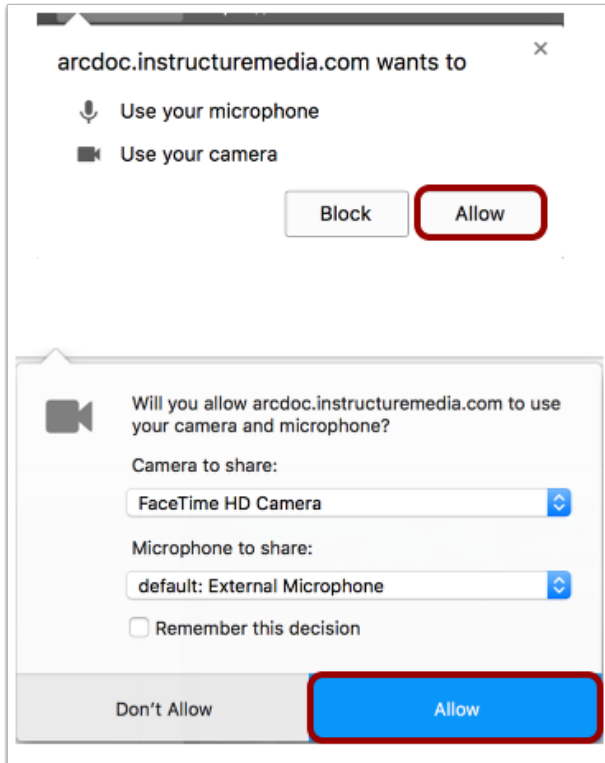 arcdoc.instructuremedia.com wants to
Use your microphone
Use your camera
Block Allow
Will you allow arcdoc.instructuremedia.com to use
your camera and microphone?
Camera to share:
FaceTime HD Camera
Microphone to share:
default: External Microphone
Remember this decision
Don't Allow Allow